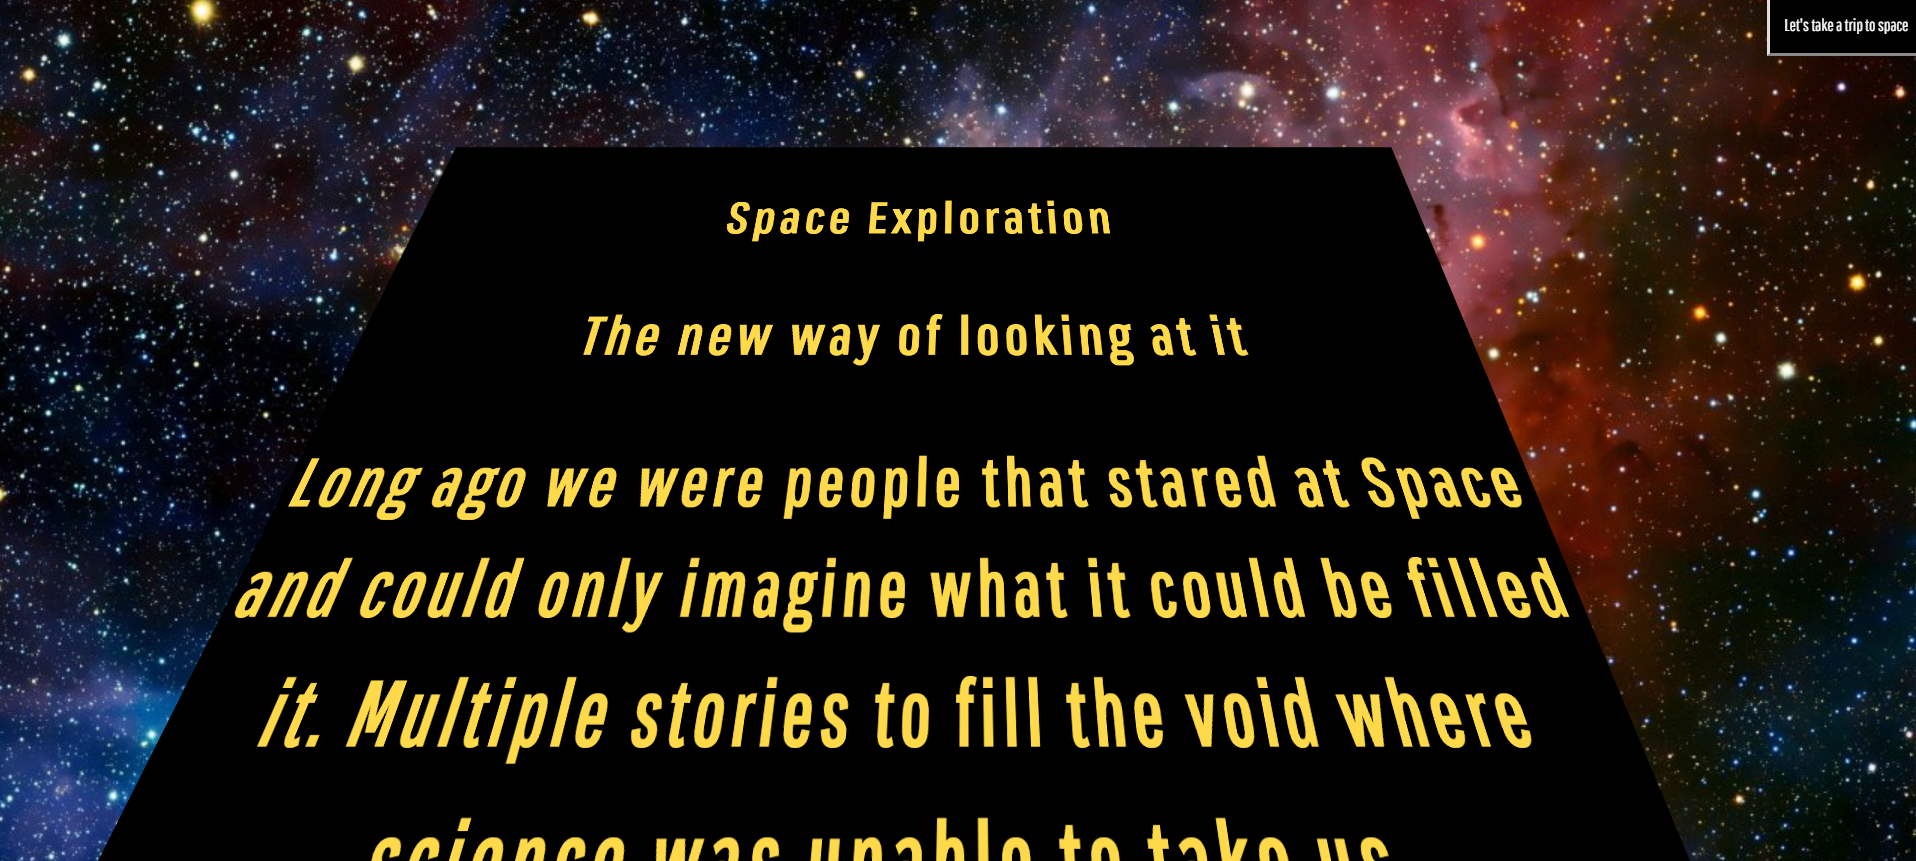 Let's take a trip to space
Space Exploration
The new way of looking at it
Long ago we were people that stared at Space
and could only imagine what it could be filled
it. Multiple stories to fill the void where
science was unable to take us